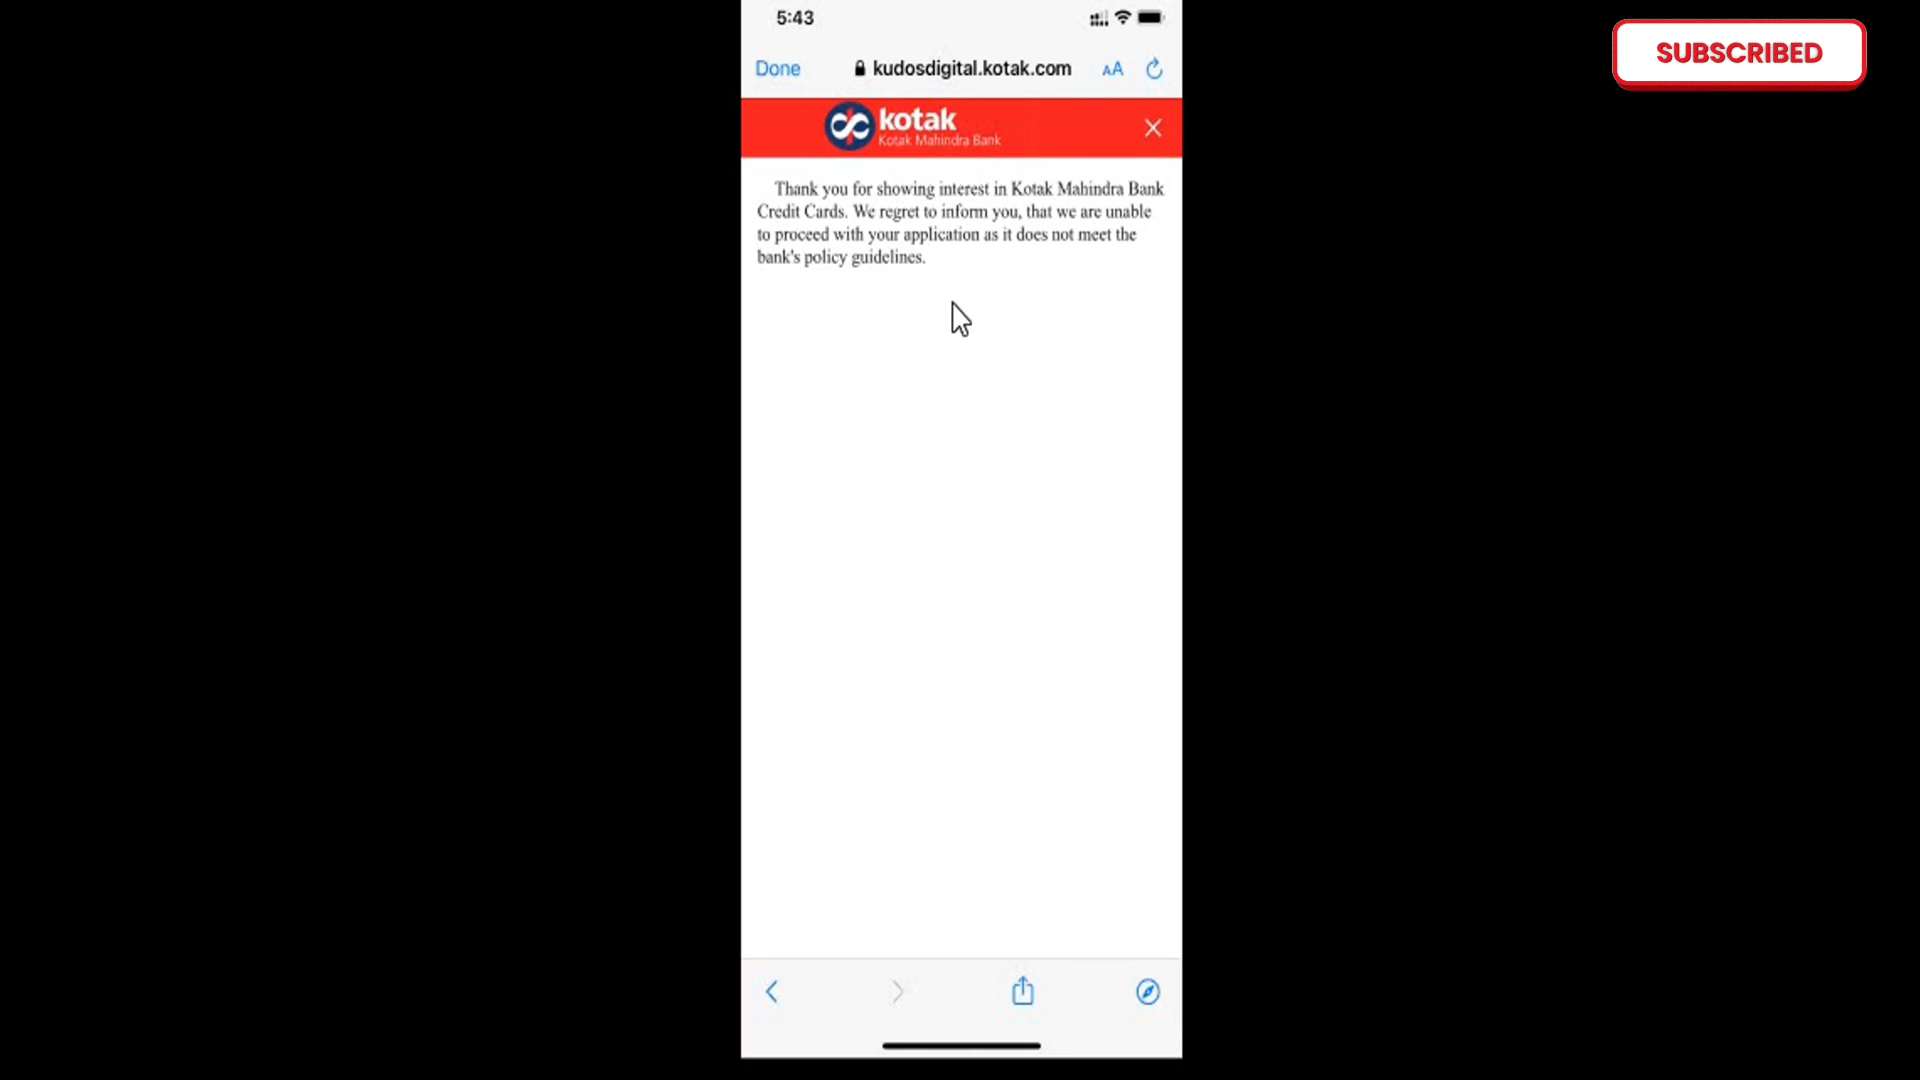 5:43
SUBSCRIBED
Done
kudosdigital.kotak.com
AA
kotak
Kotak Mahindra Bank
Thank you for showing interest in Kotak Mahindra Bank
Credit Cards. We regret to inform you, that we are unable
to proceed with your application as it does not meet the
bank's policy guidelines.